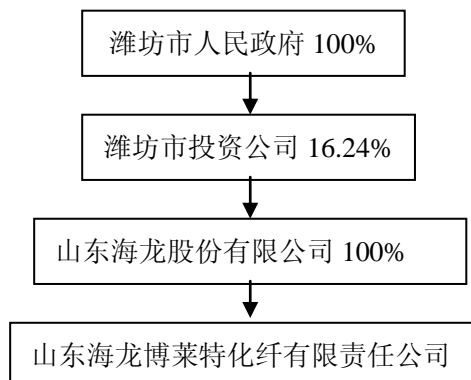 潍坊市人民政府 100%
潍坊市投资公司 16.24%
山东海龙股份有限公司 100%
山东海龙博莱特化纤有限责任公司